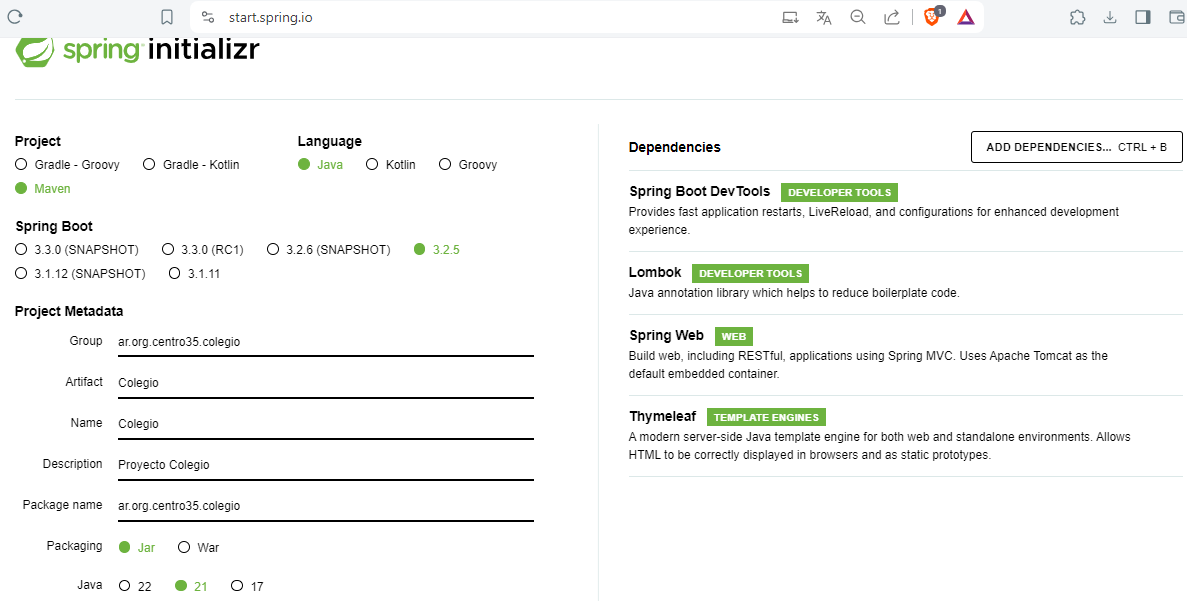 start.spring.io
1
spring initializr
Project
Gradle - Groovy Gradle - Kotlin
Maven
Language
Java Kotlin Groovy
Spring Boot
3.3.0 (SNAPSHOT) 3.3.0 (RC1) 3.2.6 (SNAPSHOT) 3.2.5
3.1.12 (SNAPSHOT) 3.1.11
Project Metadata
Group ar.org.centro35.colegio
Artifact Colegio
Name Colegio
Description Proyecto Colegio
Package name ar.org.centro35.colegio
Packaging Jar War
Java 22 21 17
Dependencies ADD DEPENDENCIES... CTRL + B
Spring Boot DevTools DEVELOPER TOOLS
Provides fast application restarts, LiveReload, and configurations for enhanced development
experience.
Lombok DEVELOPER TOOLS
Java annotation library which helps to reduce boilerplate code.
Spring Web WEB
Build web, including RESTful, applications using Spring MVC. Uses Apache Tomcat as the
default embedded container.
Thymeleaf TEMPLATE ENGINES
A modern server-side Java template engine for both web and standalone environments. Allows
HTML to be correctly displayed in browsers and as static prototypes.